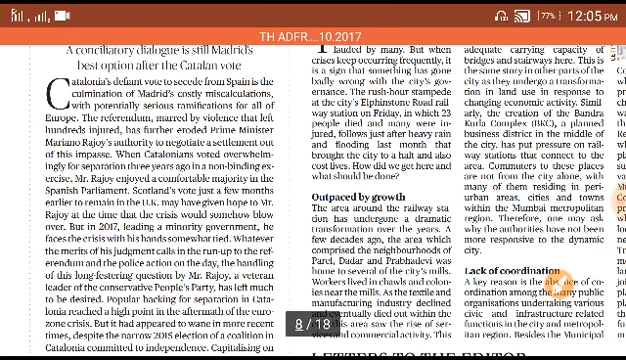 77%
12:05 PM
TH ADFR....10.2017
A conciliatory dialogue is still Madrid's
best option after the Catalan vote
Catalonia's defiant vote to secede from Spain is the
culmination of Madrid's costly miscalculations,
with potentially serious ramifications for all of
Europe. The referendum, marred by violence that left
hundreds injured, has further eroded Prime Minister
Mariano Rajoy's authority to negotiate a settlement out
of this impasse. When Catalonians voted overwhelm-
ingly for separation three years ago in a non-binding ex-
ercise, Mr. Rajoy enjoyed a comfortable majority in the
Spanish Parliament. Scotland's vote just a few months
earlier to remain in the U.K. may have given hope to Mr.
Rajoy at the time that the crisis would somehow blow
over. But in 2017, leading a minority government, he
faces the crisis with his hands somewhat tied. Whatever
the merits of his judgment calls in the run-up to the ref-
erendum and the police action on the day, the
handling of this long-festering question by Mr. Rajoy, a veteran
leader of the conservative People's Party, has left much
to be desired. Popular backing for separation in Cata-
lonia reached a high point in the aftermath of the euro-
zone crisis. But it had appeared to wane in more recent
times, despite the narrow 2015 election of a coalition in
Catalonia committed to independence. Capitalising on
lauded by many. But when
crises keep occurring frequently, it
is a sign that something has gone
badly wrong with the city's gov-
ernance. The rush-hour stampede
at the city's Elphinstone Road rail-
way station on Friday, in which 23
people died and many were in-
jured, follows just after heavy rain
and flooding last month that
brought the city to a halt and also
cost lives. How did we get here and
what should be done?
Outpaced by growth
The area around the railway sta-
tion has undergone a dramatic
transformation over the years. A
few decades ago, the area which
comprised the neighbourhoods of
Parel, Dadar and Prabhadevi was
home to several of the city's mills.
Workers lived in chawls and colon-
ies near the mills. As the textile and
manufacturing industry declined
and eventually died out within the
this area saw the rise of ser-
vices and commercial activity. This
8/18
LETTERS TO THE EDITOR
adequate carrying capacity of
bridges and stairways here. This is
the same story in other parts of the
city as they undergo a transforma-
tion in land use in response to
changing economic activity. Simil-
arly, the creation of the Bandra
Kurla Complex (BKC), a planned
business district in the middle of
the city, has put pressure on rail-
way stations that connect to the
area. Commuters to these places
are not from the city alone, with
many of them residing in peri-
urban areas, cities and towns
within the Mumbai metropolitan
region. Therefore, one may ask
why the authorities have not been
more responsive to the dynamic
city.
Lack of coordination
A key reason is the absence of co-
ordination among the many public
organisations undertaking various
civic and infrastructure related
functions in the city and metropol-
itan region. Besides the Municipal